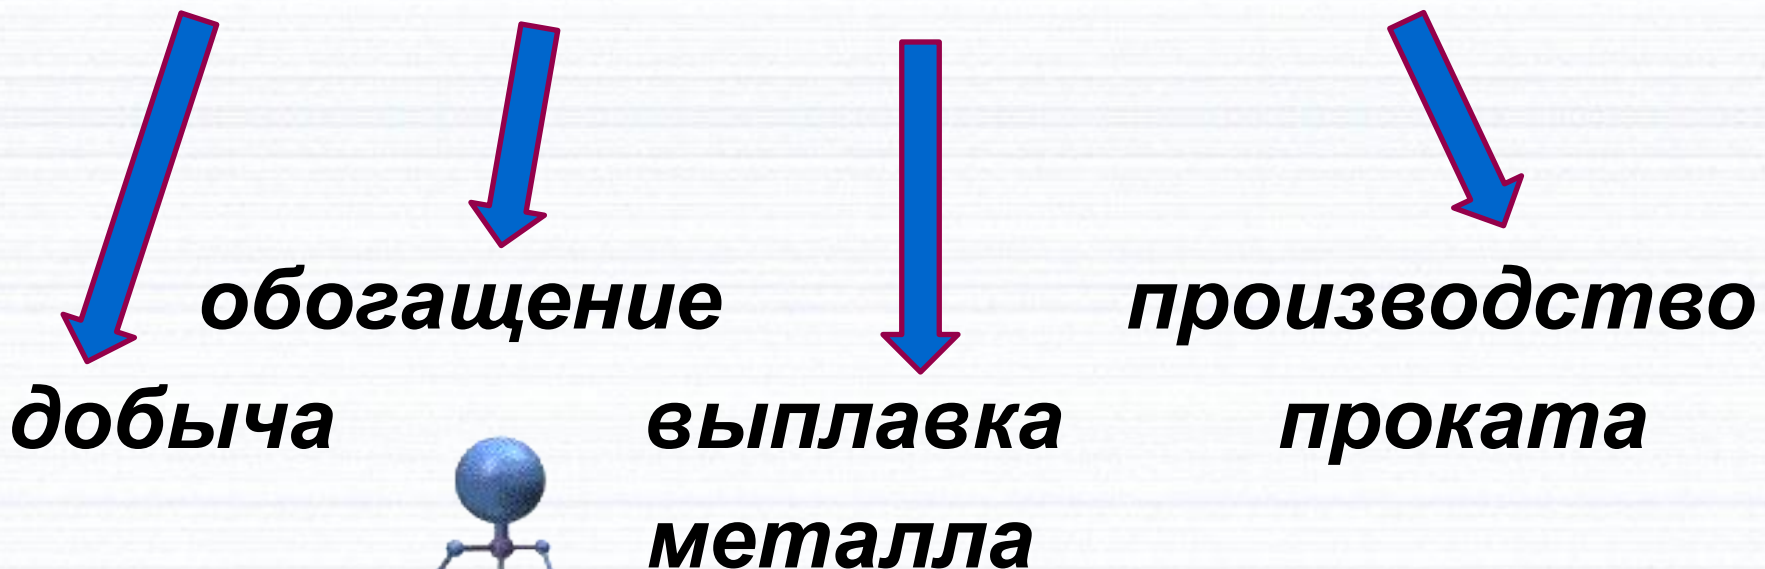 обогащение
производство
добыча
выплавка
проката
металла